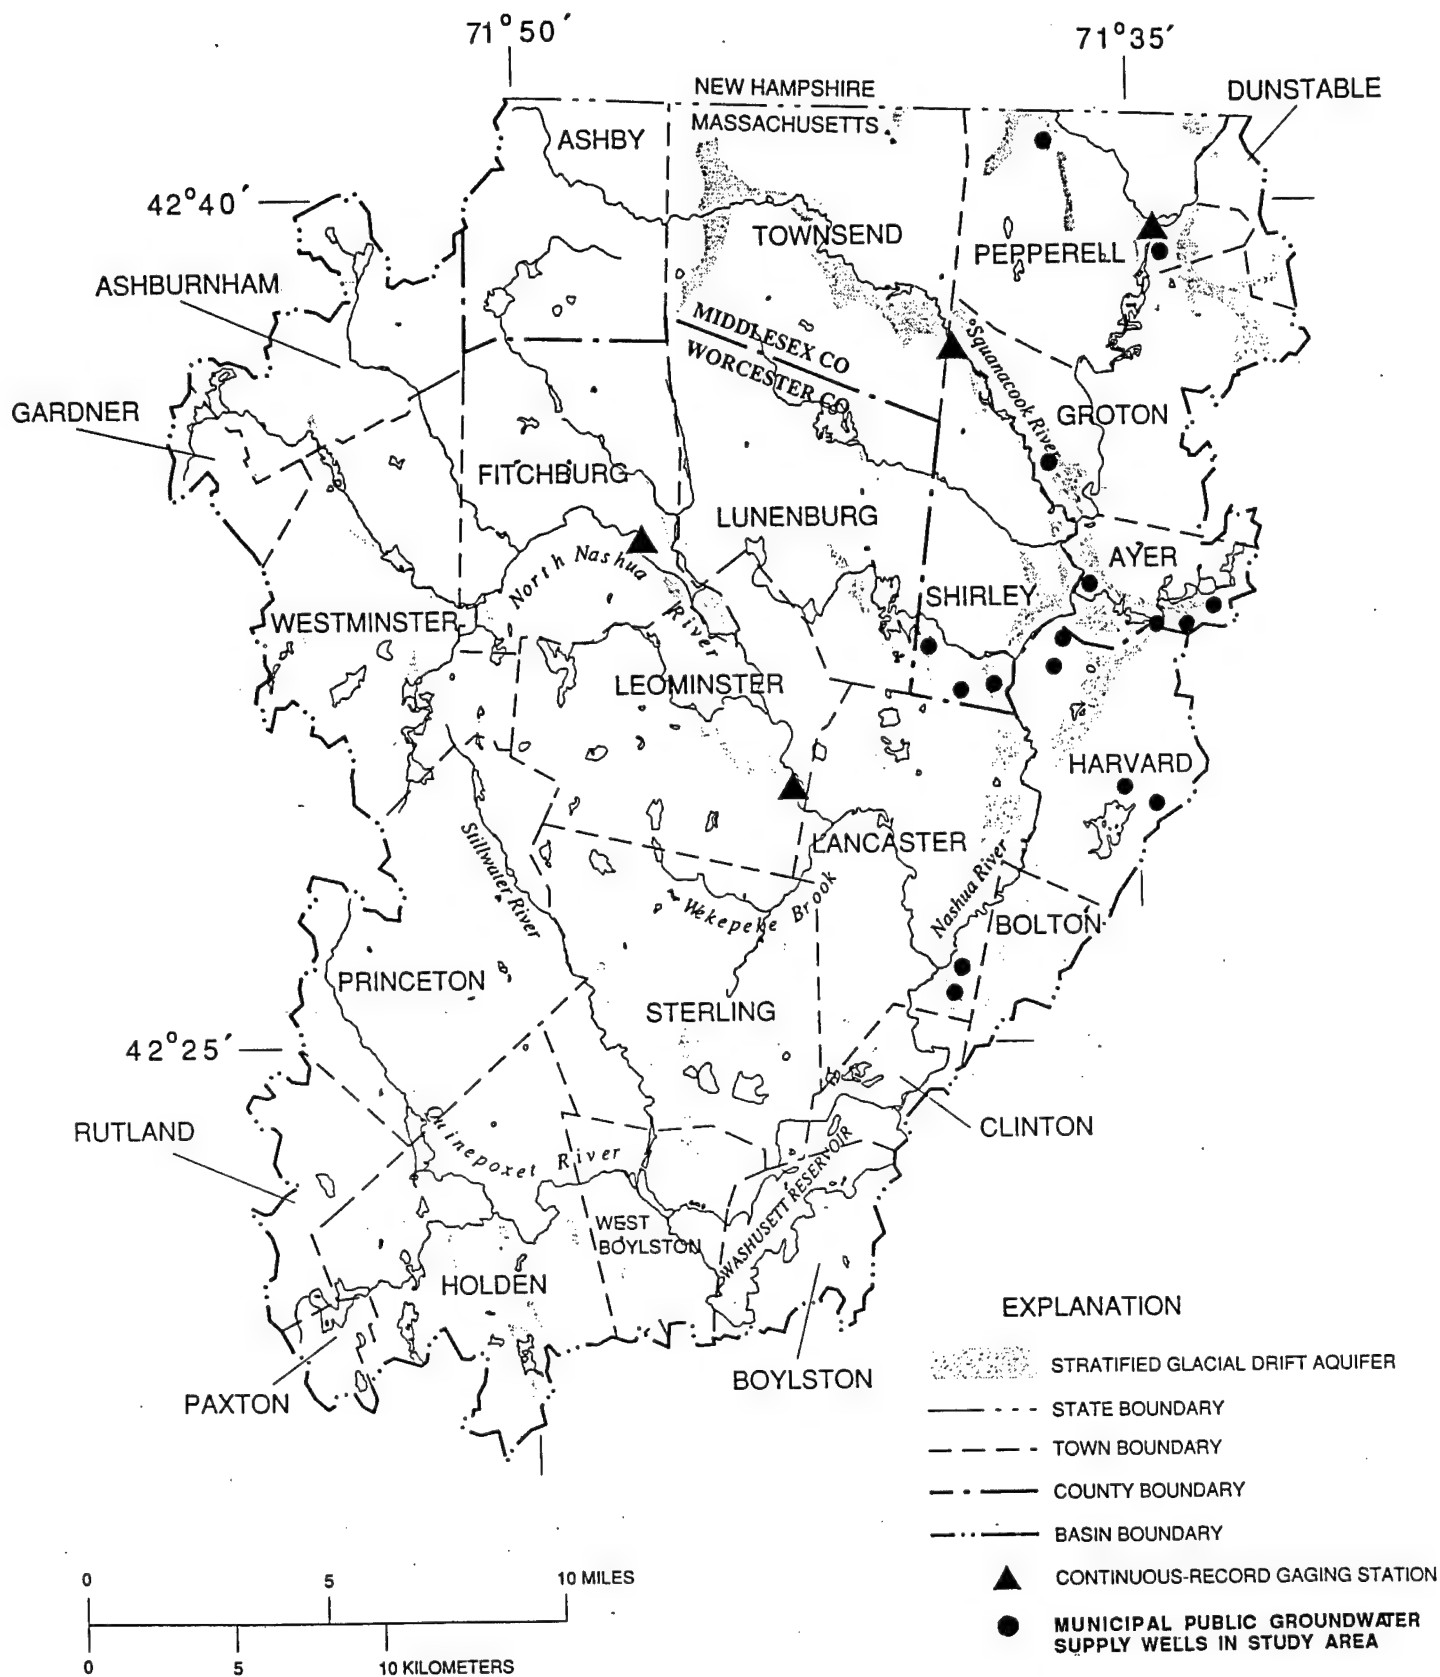 71°50′
71°35′
NEW HAMPSHIRE
MASSACHUSETTS
DUNSTABLE
ASHBY
42°40′
TOWNSEND
PEPPERELL
ASHBURNHAM
MIDDLESEX CO
WORCESTER CO
Squanacook River
GARDNER
GROTON
FITCHBURG
LUNENBURG
AYER
North Nashua River
SHIRLEY
WESTMINSTER
LEOMINSTER
HARVARD
Stillwater River
LANCASTER
Wekepeke Brook
Nashua River
BOLTON
PRINCETON
STERLING
42°25′
CLINTON
RUTLAND
Quinepoxet River
WASHUSETT RESERVOIR
WEST
BOYLSTON
HOLDEN
BOYLSTON
PAXTON
EXPLANATION
STRATIFIED GLACIAL DRIFT AQUIFER
STATE BOUNDARY
TOWN BOUNDARY
COUNTY BOUNDARY
BASIN BOUNDARY
CONTINUOUS-RECORD GAGING STATION
MUNICIPAL PUBLIC GROUNDWATER
SUPPLY WELLS IN STUDY AREA
0 5 10 MILES
0 5 10 KILOMETERS